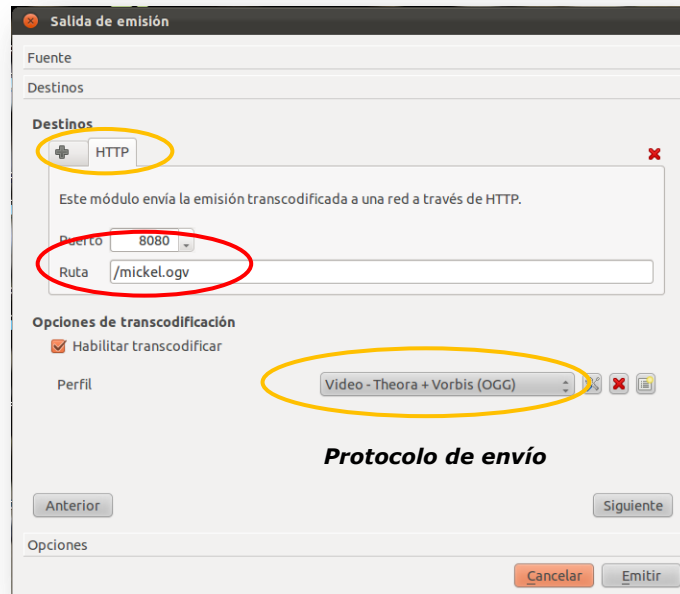 Salida de emisión
Fuente
Destinos
Destinos
HTTP
Este módulo envía la emisión transcodificada a una red a través de HTTP.
Puerto 8080
Ruta /mickel.ogv
Opciones de transcodificación
Habilitar transcodificar
Perfil Video - Theora + Vorbis (OGG)
Protocolo de envío
Anterior Siguiente
Opciones
Cancelar Emitir